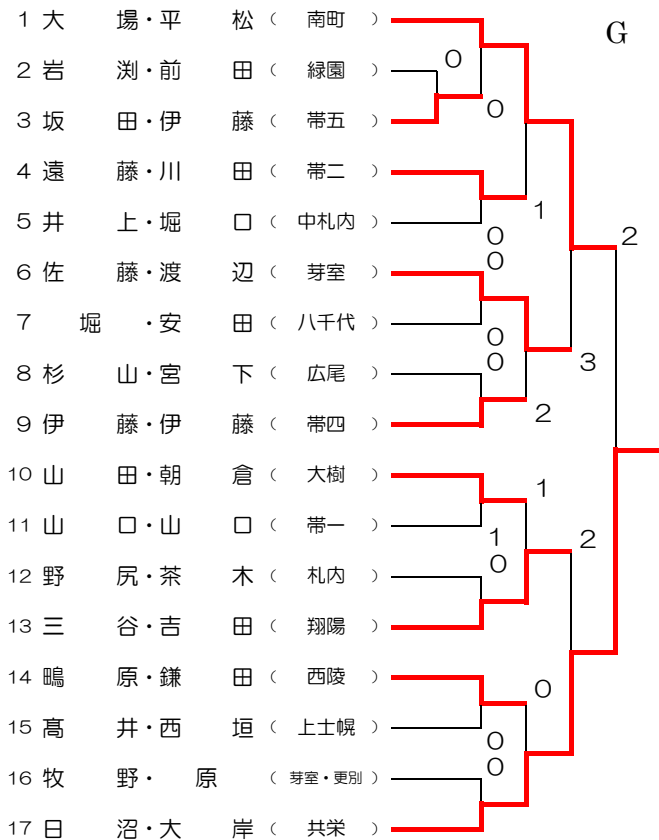 G
1 大 場・平 松 ( 南町 )
0
2 岩 渕・前 田 ( 緑園 )
0
3 坂 田・伊 藤 ( 帯五 )
4 遠 藤・川 田 ( 帯二 )
1
5 井 上・堀 口 ( 中札内 )
0
2
0
6 佐 藤・渡 辺 ( 芽室 )
7 堀 ・安 田 ( 八千代 )
0
0
3
8 杉 山・宮 下 ( 広尾 )
2
9 伊 藤・伊 藤 ( 帯四 )
10 山 田・朝 倉 ( 大樹 )
1
11 山 口・山 口 ( 帯一 )
1
2
0
12 野 尻・茶 木 ( 札内 )
13 三 谷・吉 田 ( 翔陽 )
14 鴫 原・鎌 田 ( 西陵 )
0
15 髙 井・西 垣 ( 上士幌 )
0
0
16 牧 野・ 原 ( 芽室・更別 )
17 日 沼・大 岸 ( 共栄 )